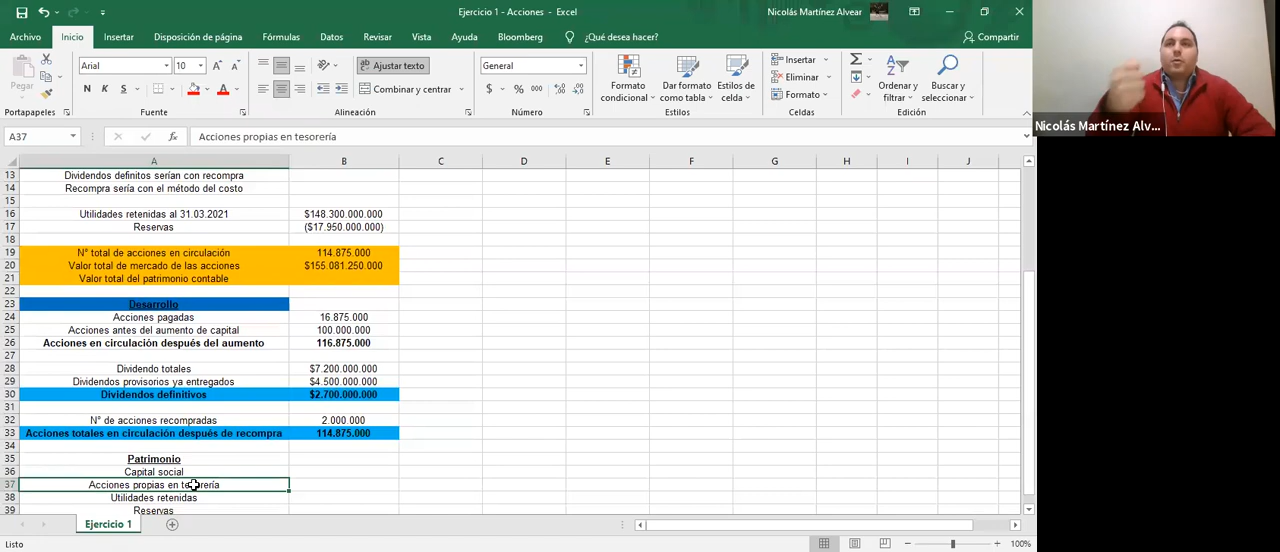 Ejercicio 1 - Acciones - Excel
Nicolás Martínez Alvear
Archivo Inicio Insertar Disposición de página Fórmulas Datos Revisar Vista Ayuda Bloomberg ¿Qué desea hacer? Compartir
Pegar
Arial 10
N K S
Ajustar texto
Combinar y centrar
General
$ % 000
Formato condicional
Dar formato como tabla
Estilos de celda
Insertar
Eliminar
Formato
Ordenar y filtrar
Buscar y seleccionar
Portapapeles Fuente Alineación Número Estilos Celdas Edición
Nicolás Martínez Alv...
A37 fx Acciones propias en tesorería
A B C D E F G H I J
13 Dividendos definitos serían con recompra
14 Recompra sería con el método del costo
15
16 Utilidades retenidas al 31.03.2021 $148.300.000.000
17 Reservas ($17.950.000.000)
18
19 N° total de acciones en circulación 114.875.000
20 Valor total de mercado de las acciones $155.081.250.000
21 Valor total del patrimonio contable
22
23 Desarrollo
24 Acciones pagadas 16.875.000
25 Acciones antes del aumento de capital 100.000.000
26 Acciones en circulación después del aumento 116.875.000
27
28 Dividendo totales $7.200.000.000
29 Dividendos provisorios ya entregados $4.500.000.000
30 Dividendos definitivos $2.700.000.000
31
32 N° de acciones recompradas 2.000.000
33 Acciones totales en circulación después de recompra 114.875.000
34
35 Patrimonio
36 Capital social
37 Acciones propias en tesorería
38 Utilidades retenidas
39 Reservas
Ejercicio 1
Listo
100%